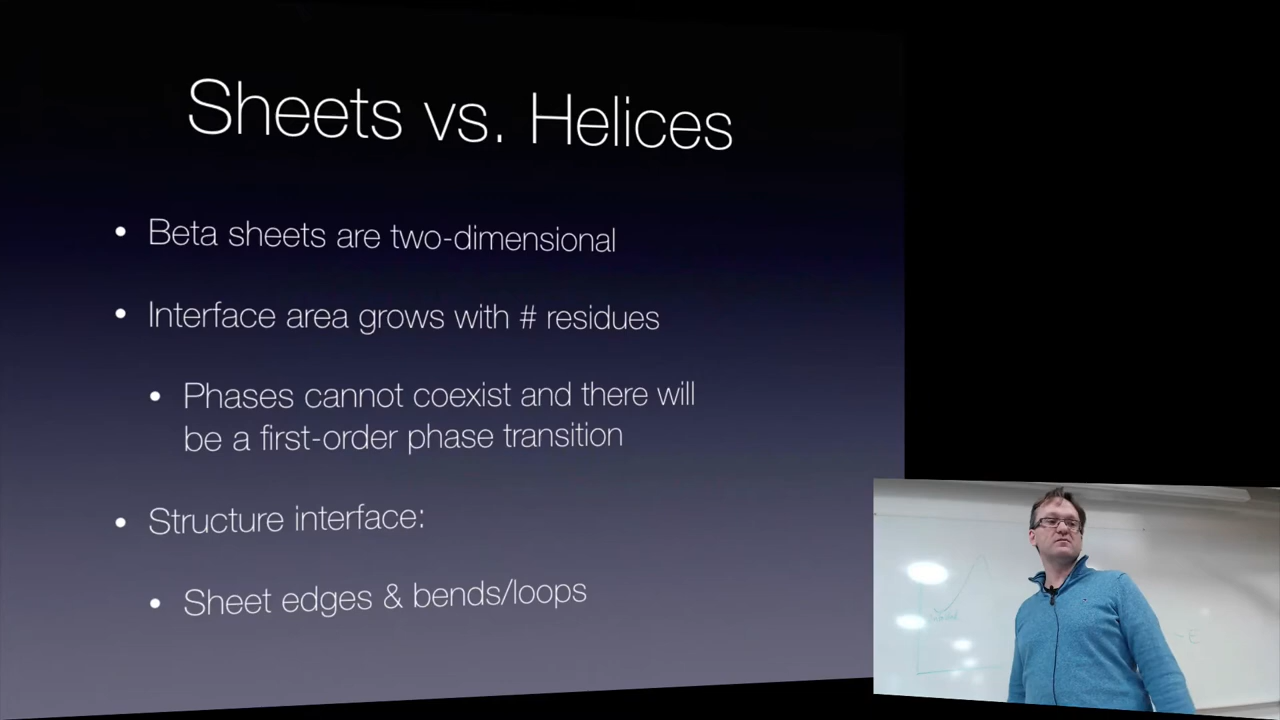 Sheets vs. Helices
• Beta sheets are two-dimensional
• Interface area grows with # residues
• Phases cannot coexist and there will
be a first-order phase transition
• Structure interface:
• Sheet edges & bends/loops